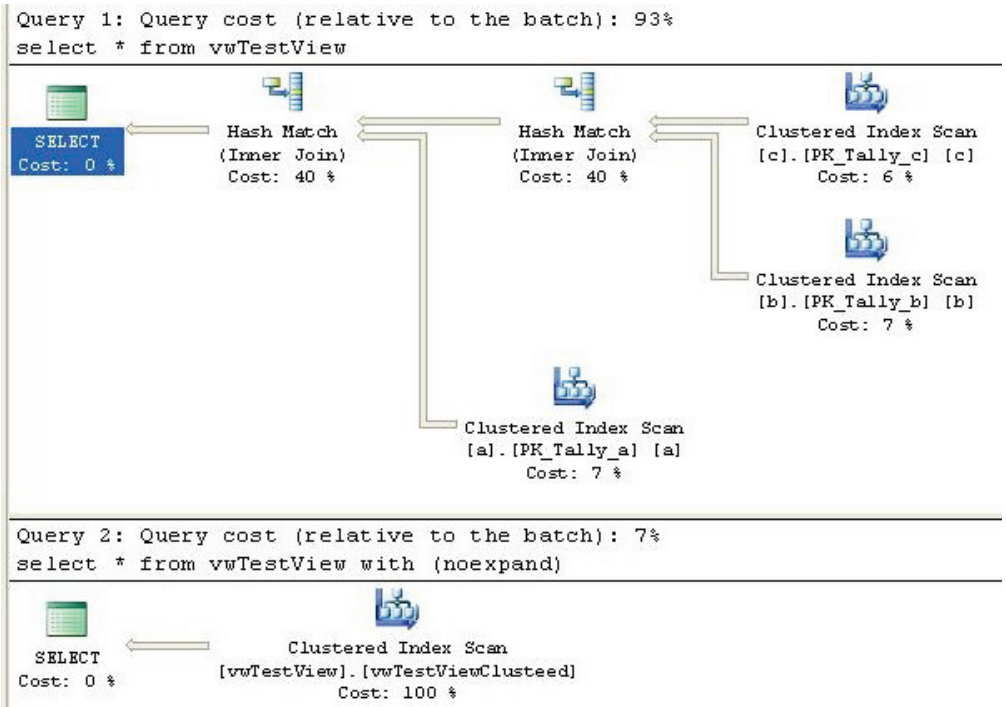 Query 1: Query cost (relative to the batch): 93%
select * from vwTestView
SELECT
Cost: 0 %
Hash Match
(Inner Join)
Cost: 40 %
Hash Match
(Inner Join)
Cost: 40 %
Clustered Index Scan
[c].[PK_Tally_c] [c]
Cost: 6 %
Clustered Index Scan
[b].[PK_Tally_b] [b]
Cost: 7 %
Clustered Index Scan
[a].[PK_Tally_a] [a]
Cost: 7 %
Query 2: Query cost (relative to the batch): 7%
select * from vwTestView with (noexpand)
SELECT
Cost: 0 %
Clustered Index Scan
[vwTestView].[vwTestViewClusteed]
Cost: 100 %